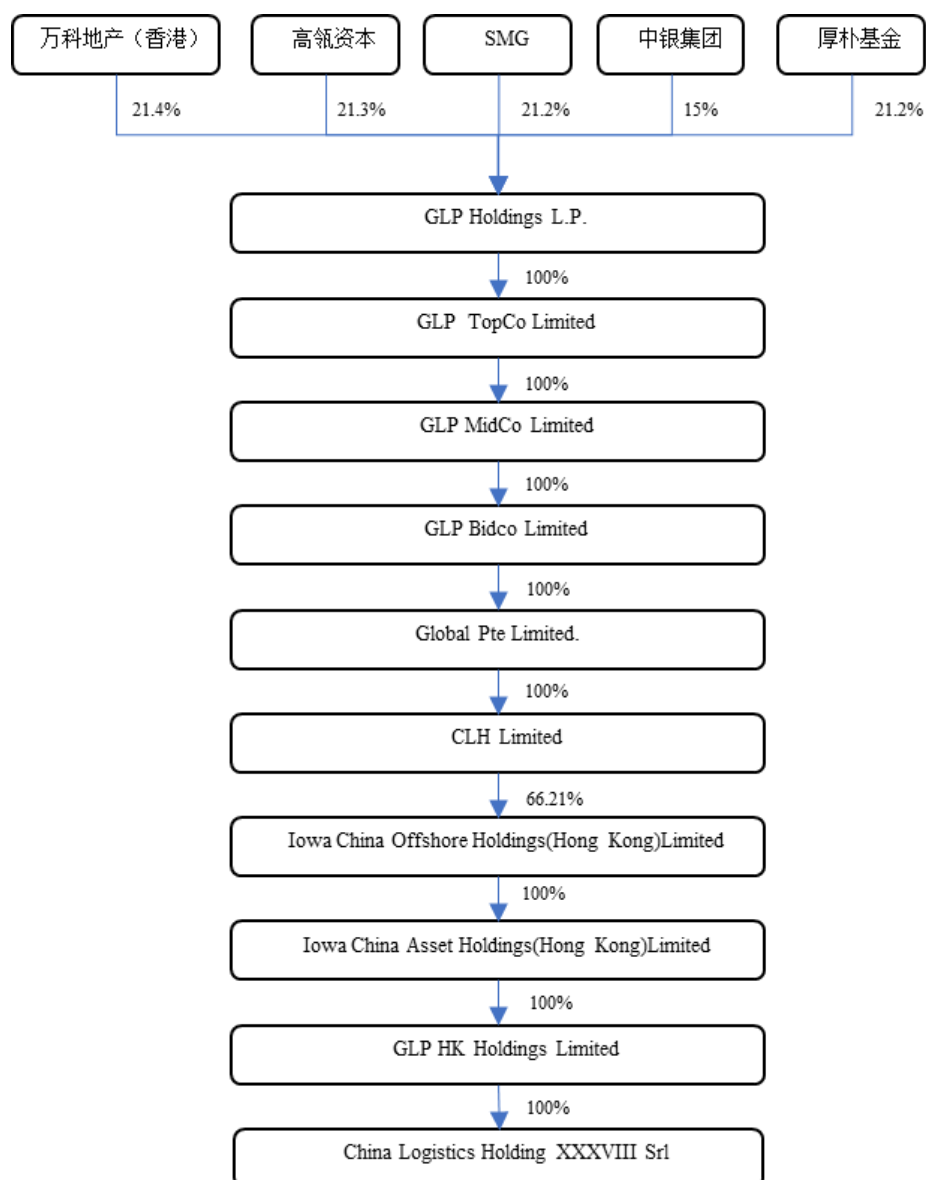 万科地产（香港）
高瓴资本
SMG
中银集团
厚朴基金
21.4%
21.3%
21.2%
15%
21.2%
GLP Holdings L.P.
100%
GLP TopCo Limited
100%
GLP MidCo Limited
100%
GLP Bidco Limited
100%
Global Pte Limited.
100%
CLH Limited
66.21%
Iowa China Offshore Holdings(Hong Kong)Limited
100%
Iowa China Asset Holdings(Hong Kong)Limited
100%
GLP HK Holdings Limited
100%
China Logistics Holding XXXVIII Srl